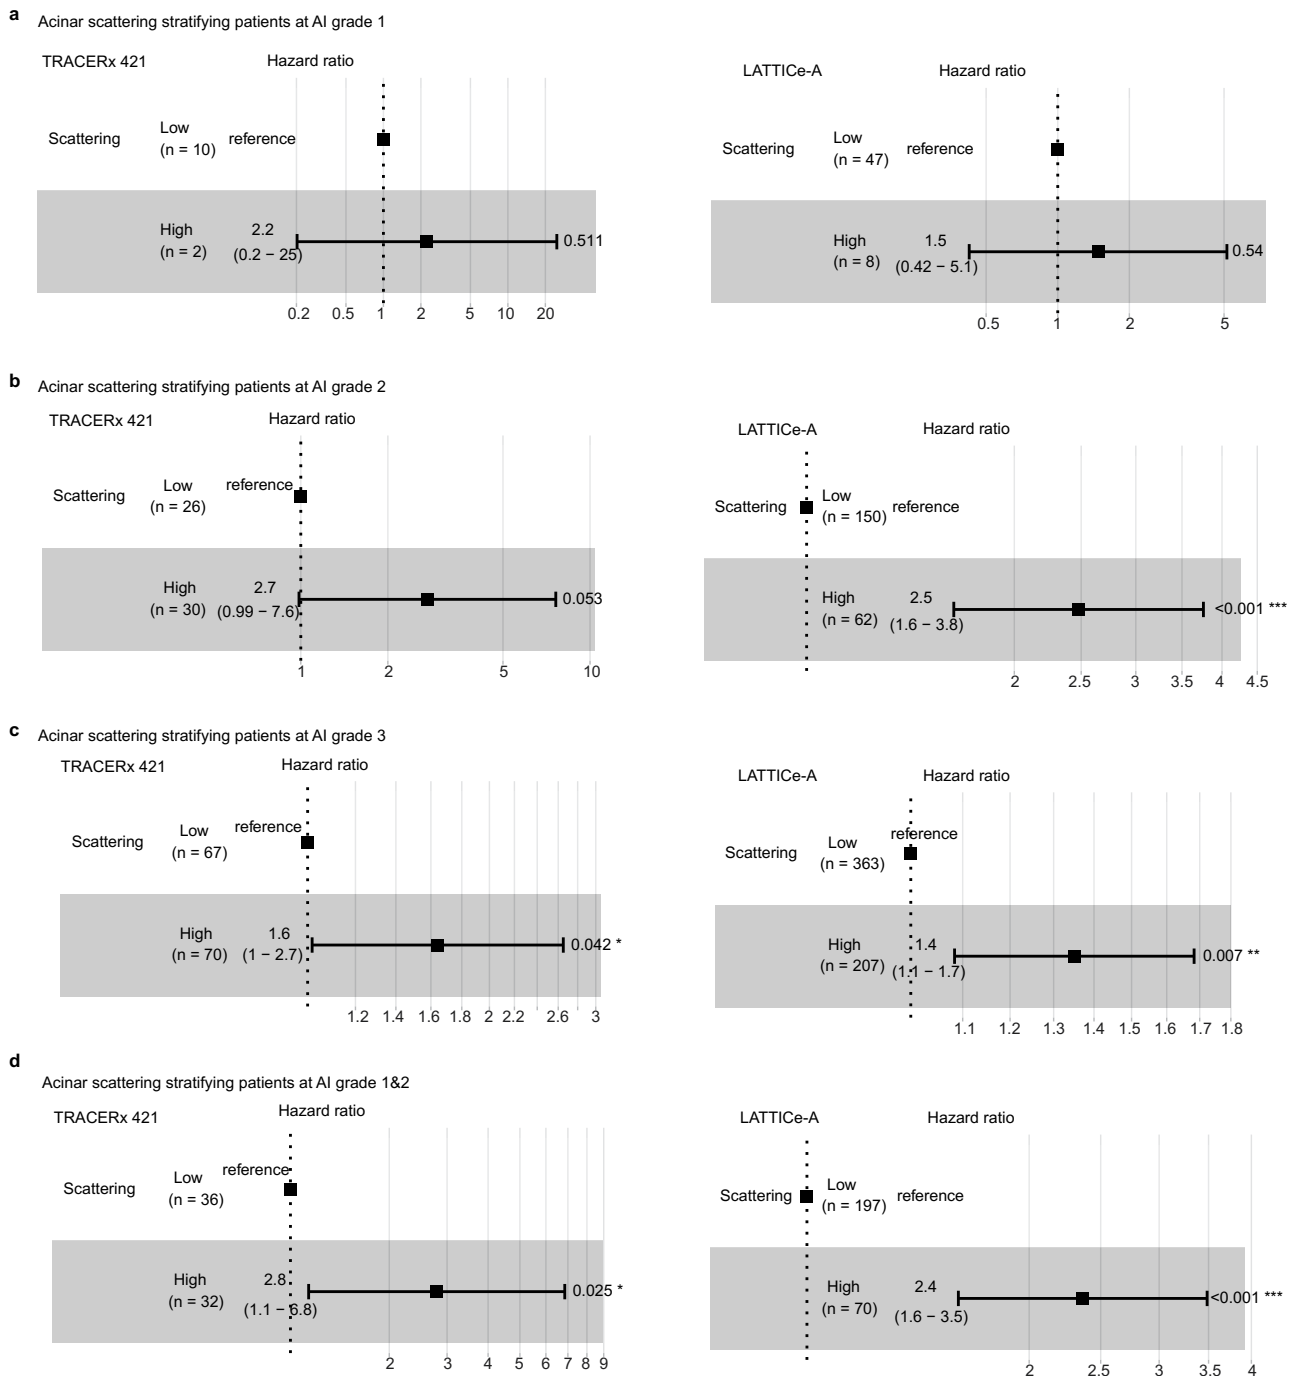 a Acinar scattering stratifying patients at AI grade 1
TRACERx 421
Hazard ratio
Scattering
Low
(n = 10)
reference
High
(n = 2)
2.2
(0.2 − 25)
0.511
0.2 0.5 1 2 5 10 20
LATTICe-A
Hazard ratio
Scattering
Low
(n = 47)
reference
High
(n = 8)
1.5
(0.42 − 5.1)
0.54
0.5 1 2 5
b Acinar scattering stratifying patients at AI grade 2
TRACERx 421
Hazard ratio
Scattering
Low
(n = 26)
reference
High
(n = 30)
2.7
(0.99 − 7.6)
0.053
1 2 5 10
LATTICe-A
Hazard ratio
Scattering
Low
(n = 150)
reference
High
(n = 62)
2.5
(1.6 − 3.8)
<0.001 ***
2 2.5 3 3.5 4 4.5
c Acinar scattering stratifying patients at AI grade 3
TRACERx 421
Hazard ratio
Scattering
Low
(n = 67)
reference
High
(n = 70)
1.6
(1 − 2.7)
0.042 *
1.2 1.4 1.6 1.8 2 2.2 2.6 3
LATTICe-A
Hazard ratio
Scattering
Low
(n = 363)
reference
High
(n = 207)
1.4
(1.1 − 1.7)
0.007 **
1.1 1.2 1.3 1.4 1.5 1.6 1.7 1.8
d
Acinar scattering stratifying patients at AI grade 1&2
TRACERx 421
Hazard ratio
Scattering
Low
(n = 36)
reference
High
(n = 32)
2.8
(1.1 − 6.8)
0.025 *
2 3 4 5 6 7 8 9
LATTICe-A
Hazard ratio
Scattering
Low
(n = 197)
reference
High
(n = 70)
2.4
(1.6 − 3.5)
<0.001 ***
2 2.5 3 3.5 4